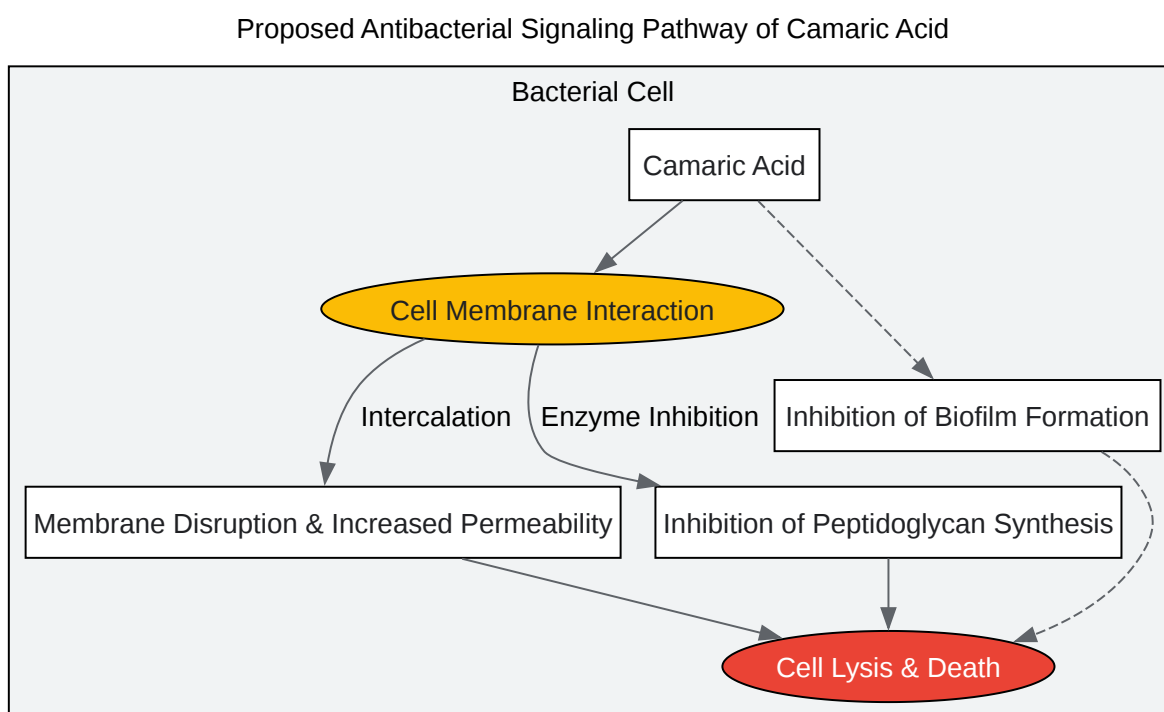 Proposed Antibacterial Signaling Pathway of Camaric Acid
Bacterial Cell
Camaric Acid
Cell Membrane Interaction
Inhibition of Biofilm Formation
Intercalation
Enzyme Inhibition
Membrane Disruption & Increased Permeability
Inhibition of Peptidoglycan Synthesis
Cell Lysis & Death